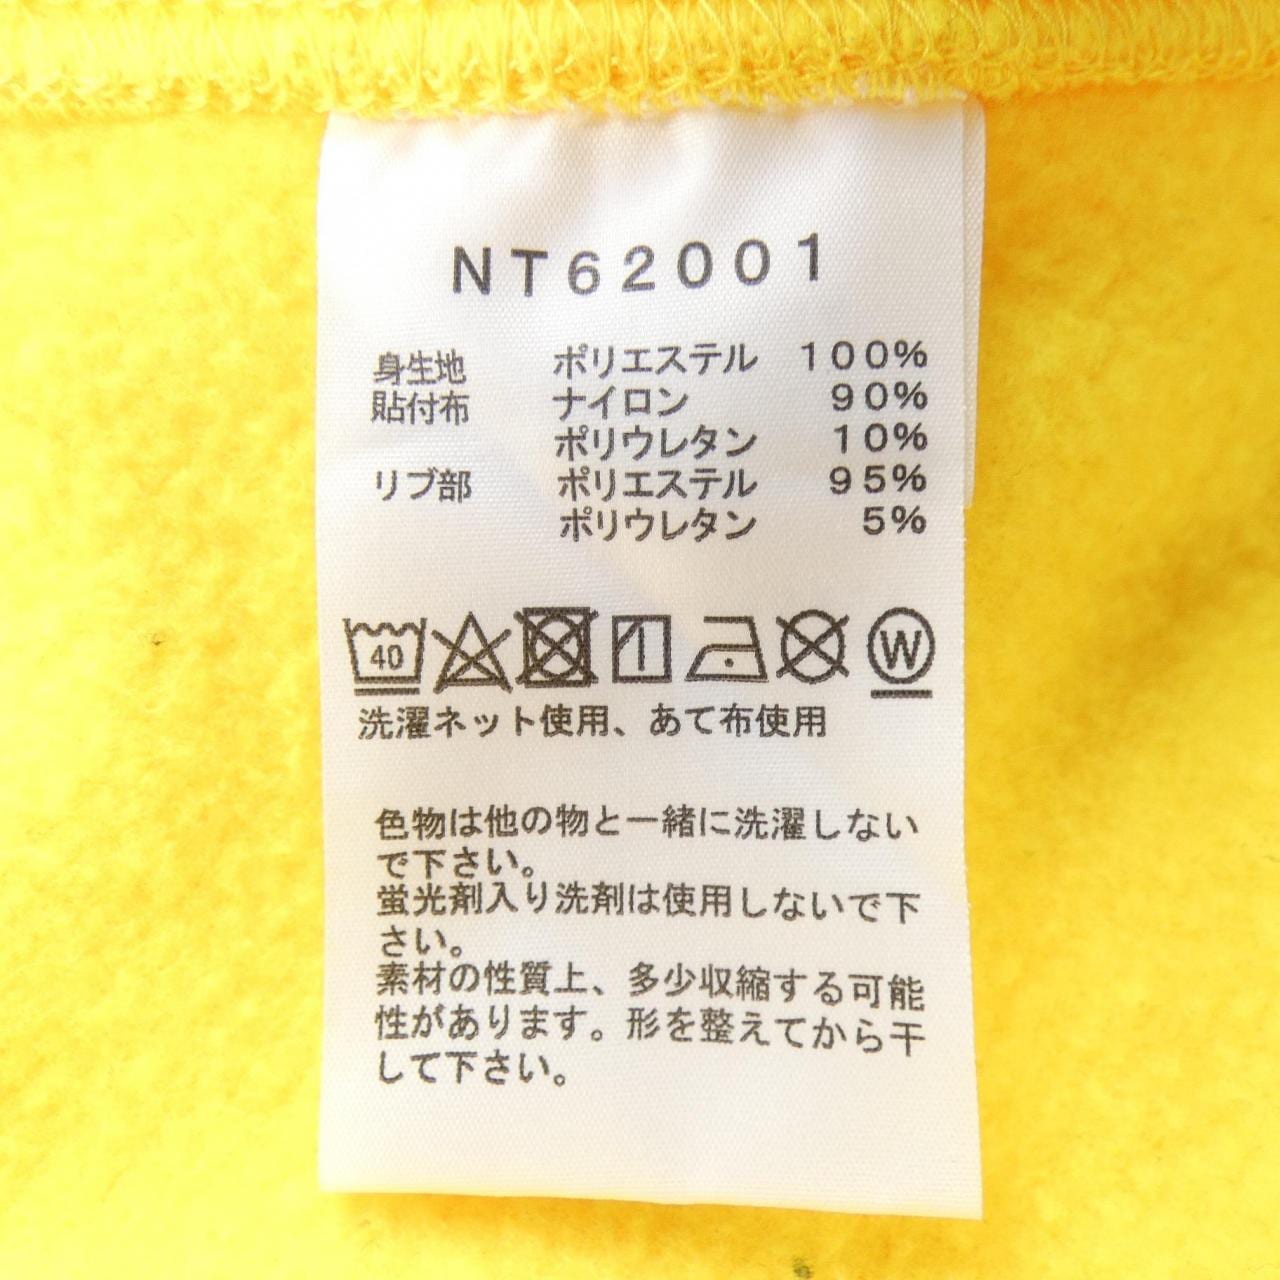 NT62001
身生地 ポリエステル 100%
貼付布 ナイロン 90%
ポリウレタン 10%
リブ部 ポリエステル 95%
ポリウレタン 5%
40 W
洗濯ネット使用、あて布使用
色物は他の物と一緒に洗濯しない
で下さい。
蛍光剤入り洗剤は使用しないで下
さい。
素材の性質上、多少収縮する可能
性があります。形を整えてから干
して下さい。